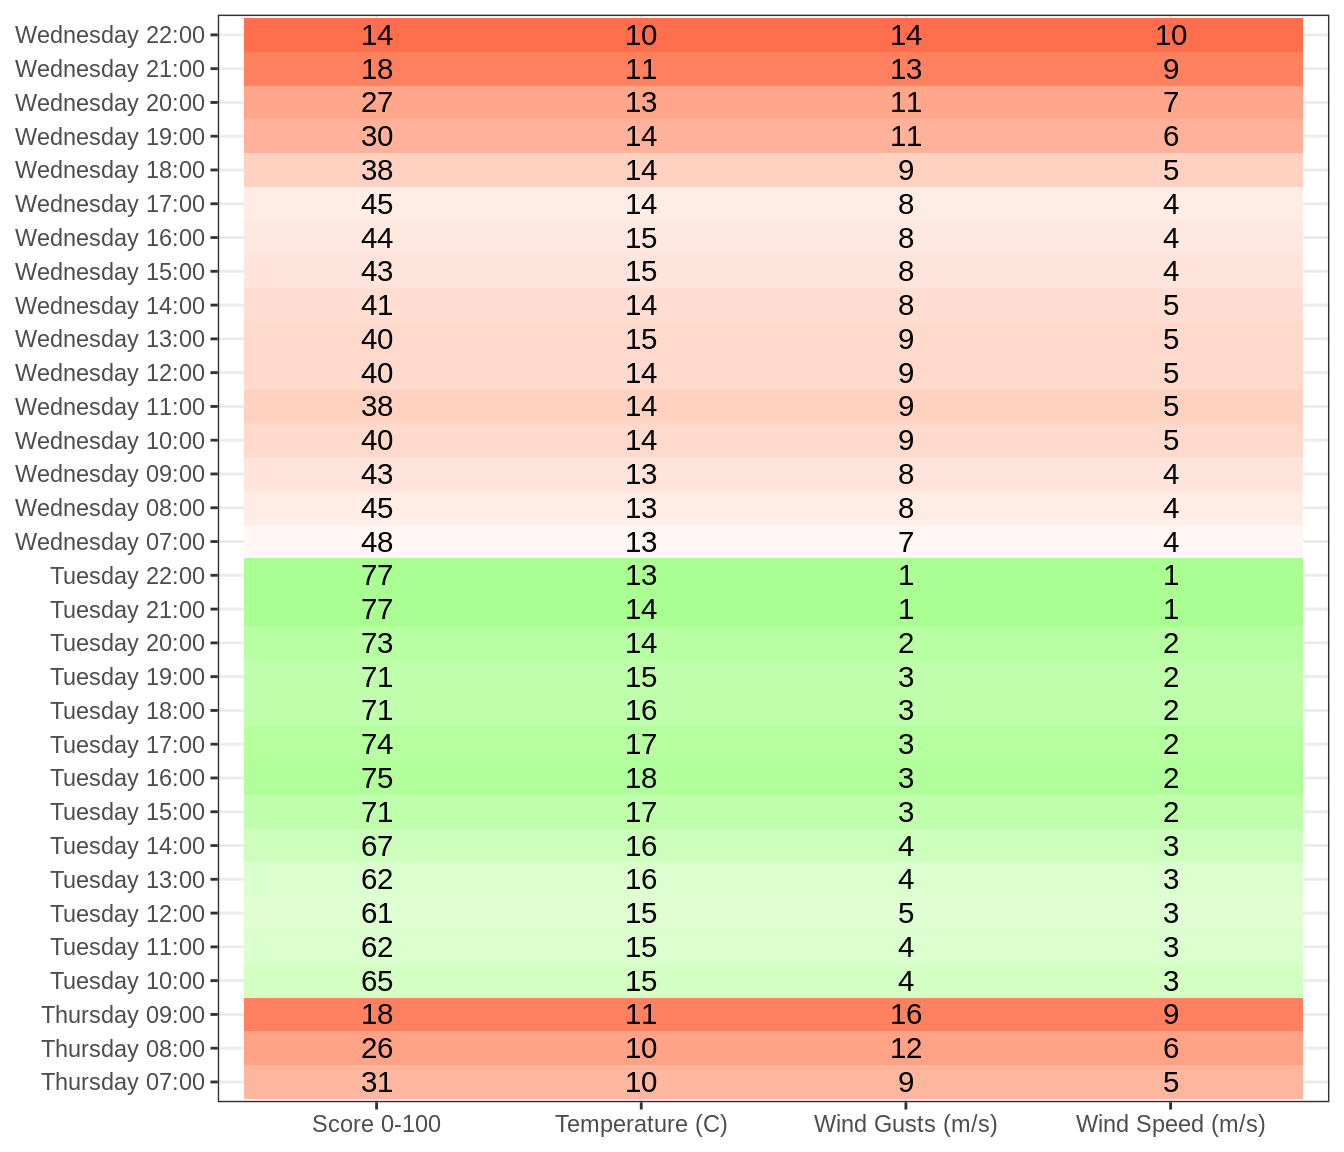 Wednesday 22:00 14 10 14 10
Wednesday 21:00 18 11 13 9
Wednesday 20:00 27 13 11 7
Wednesday 19:00 30 14 11 6
Wednesday 18:00 38 14 9 5
Wednesday 17:00 45 14 8 4
Wednesday 16:00 44 15 8 4
Wednesday 15:00 43 15 8 4
Wednesday 14:00 41 14 8 5
Wednesday 13:00 40 15 9 5
Wednesday 12:00 40 14 9 5
Wednesday 11:00 38 14 9 5
Wednesday 10:00 40 14 9 5
Wednesday 09:00 43 13 8 4
Wednesday 08:00 45 13 8 4
Wednesday 07:00 48 13 7 4
Tuesday 22:00 77 13 1 1
Tuesday 21:00 77 14 1 1
Tuesday 20:00 73 14 2 2
Tuesday 19:00 71 15 3 2
Tuesday 18:00 71 16 3 2
Tuesday 17:00 74 17 3 2
Tuesday 16:00 75 18 3 2
Tuesday 15:00 71 17 3 2
Tuesday 14:00 67 16 4 3
Tuesday 13:00 62 16 4 3
Tuesday 12:00 61 15 5 3
Tuesday 11:00 62 15 4 3
Tuesday 10:00 65 15 4 3
Thursday 09:00 18 11 16 9
Thursday 08:00 26 10 12 6
Thursday 07:00 31 10 9 5
Score 0-100 Temperature (C) Wind Gusts (m/s) Wind Speed (m/s)